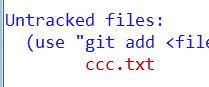 Untracked files:
(use "git add <file
ccc.txt